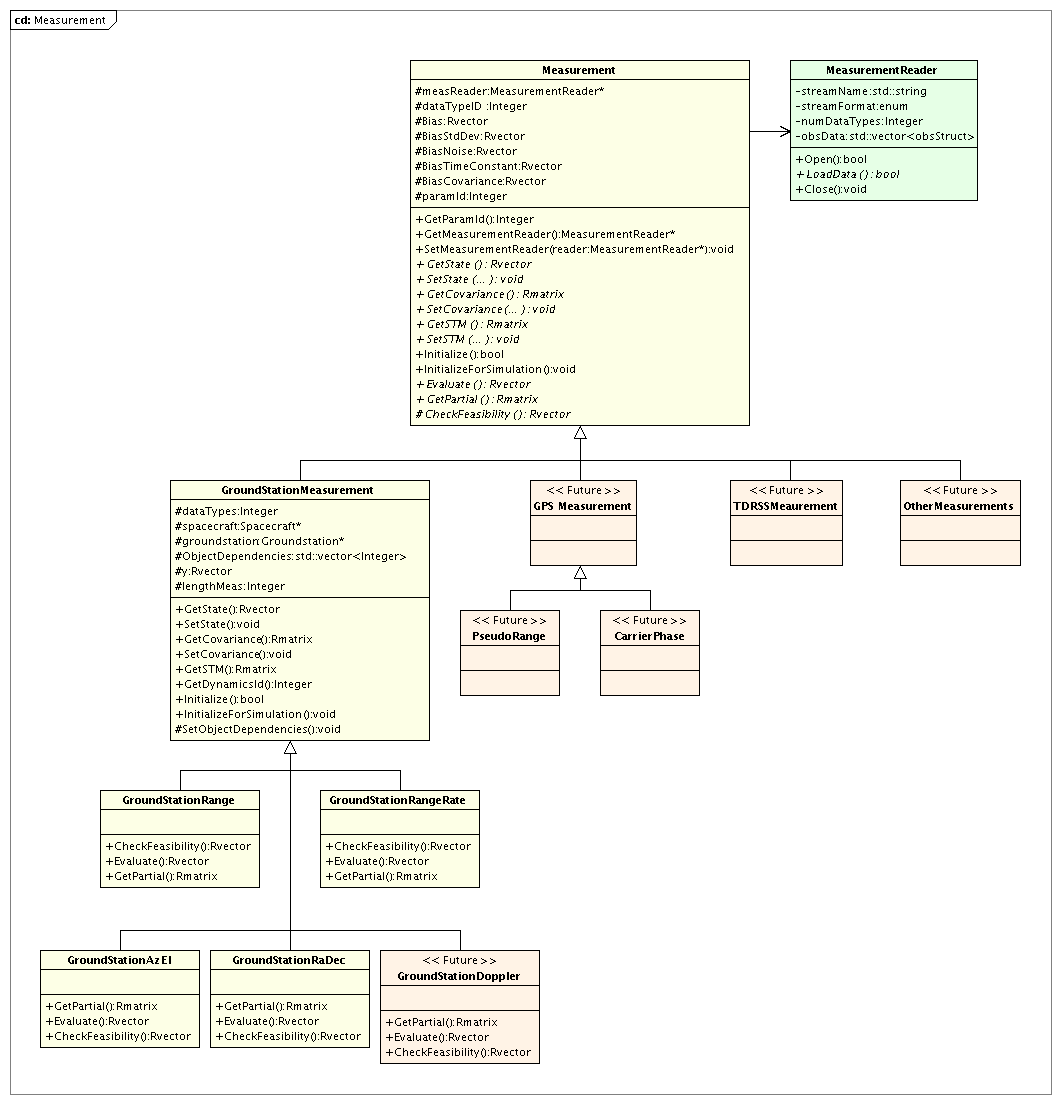 cd: Measurement
Measurement
#measReader:MeasurementReader*
#dataTypeID :Integer
#Bias:Rvector
#BiasStdDev:Rvector
#BiasNoise:Rvector
#BiasTimeConstant:Rvector
#BiasCovariance:Rvector
#paramId:Integer
+GetParamId():Integer
+GetMeasurementReader():MeasurementReader*
+SetMeasurementReader(reader:MeasurementReader*):void
+ GetState (): Rvector
+ SetState (... ): void
+ GetCovariance (): Rmatrix
+ SetCovariance (... ): void
+ GetSTM (): Rmatrix
+ SetSTM (... ): void
+Initialize():bool
+InitializeForSimulation():void
+ Evaluate (): Rvector
+ GetPartial (): Rmatrix
# CheckFeasibility (): Rvector
MeasurementReader
-streamName:std::string
-streamFormat:enum
-numDataTypes:Integer
-obsData:std::vector<obsStruct>
+Open():bool
+ LoadData (): bool
+Close():void
GroundStationMeasurement
#dataTypes:Integer
#spacecraft:Spacecraft*
#groundstation:Groundstation*
#ObjectDependencies:std::vector<Integer>
#y:Rvector
#lengthMeas:Integer
+GetState():Rvector
+SetState():void
+GetCovariance():Rmatrix
+SetCovariance():void
+GetSTM():Rmatrix
+GetDynamicsId():Integer
+Initialize():bool
+InitializeForSimulation():void
#SetObjectDependencies():void
<< Future >>
GPS Measurement
<< Future >>
TDRSSMeaurement
<< Future >>
OtherMeasurements
<< Future >>
PseudoRange
<< Future >>
CarrierPhase
GroundStationRange
+CheckFeasibility():Rvector
+Evaluate():Rvector
+GetPartial():Rmatrix
GroundStationRangeRate
+CheckFeasibility():Rvector
+Evaluate():Rvector
+GetPartial():Rmatrix
GroundStationAzEl
+GetPartial():Rmatrix
+Evaluate():Rvector
+CheckFeasibility():Rvector
GroundStationRaDec
+GetPartial():Rmatrix
+Evaluate():Rvector
+CheckFeasibility():Rvector
<< Future >>
GroundStationDoppler
+GetPartial():Rmatrix
+Evaluate():Rvector
+CheckFeasibility():Rvector